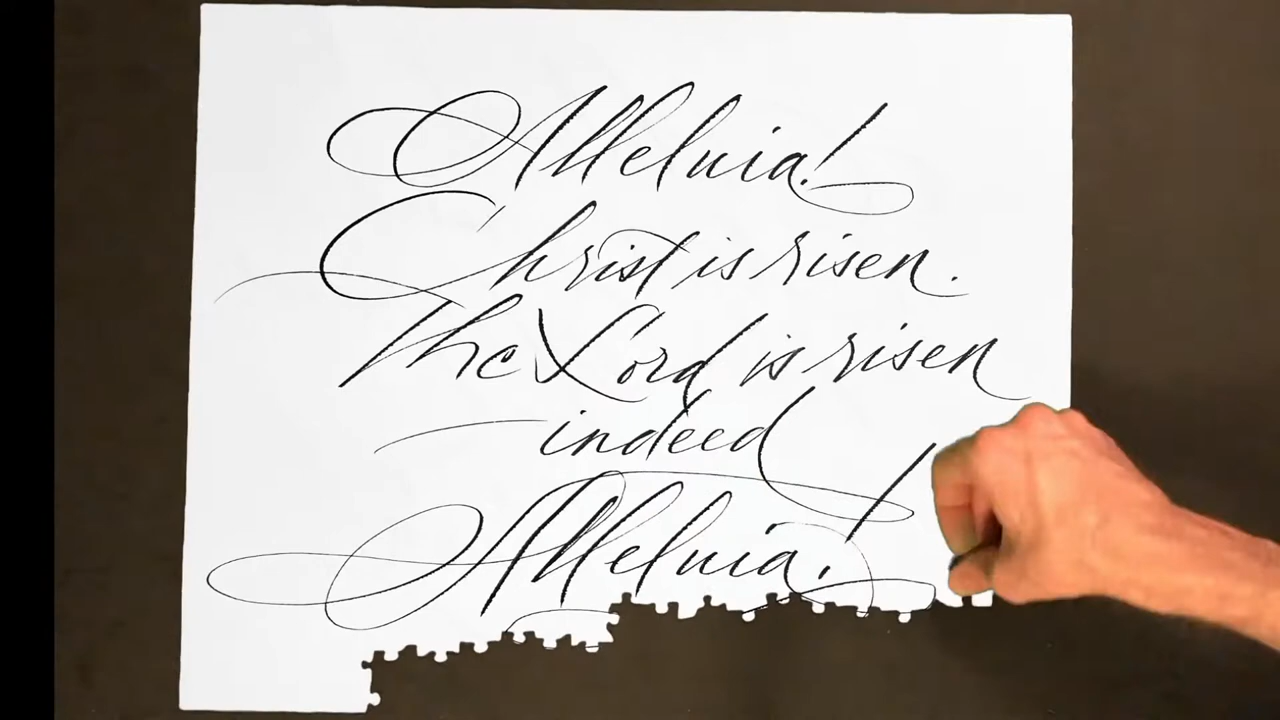 Alleluia!
Christ is risen.
The Lord is risen
indeed
Alleluia!